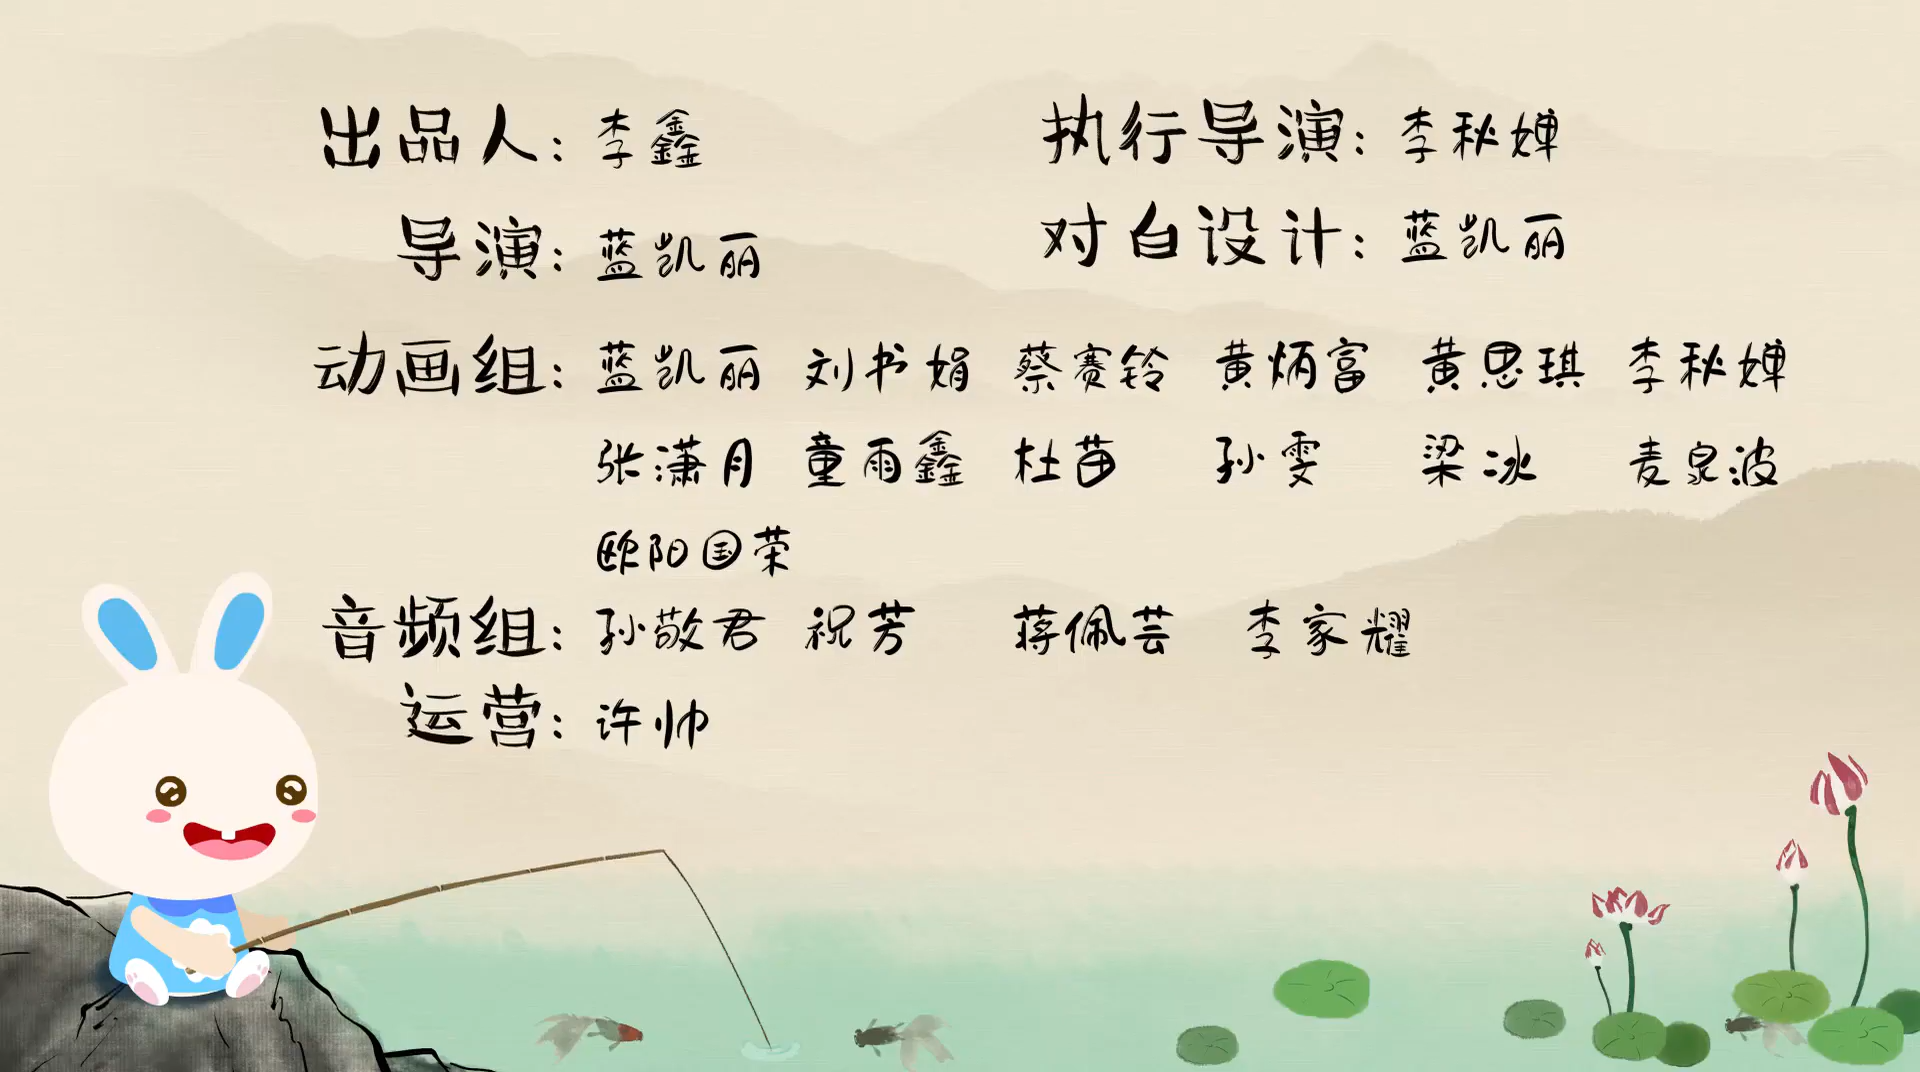 出品人：李鑫 执行导演：李秋婵
导演：蓝凯丽 对白设计：蓝凯丽
动画组：蓝凯丽 刘书娟 蔡赛铃 黄炳富 黄思琪 李秋婵
张潇月 童雨鑫 杜苗 孙雯 梁冰 麦泉波
欧阳国荣
音频组：孙敬君 祝芳 蒋佩芸 李家耀
运营：许帅